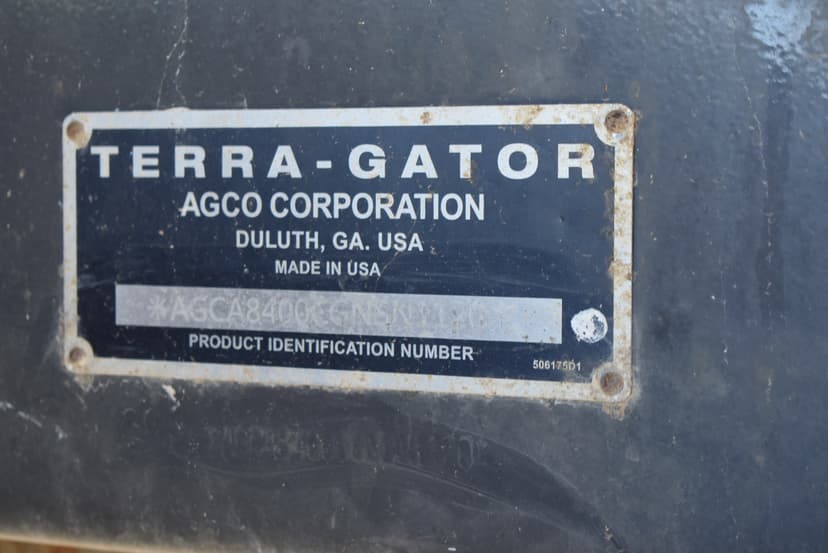 TERRA-GATOR
AGCO CORPORATION
DULUTH, GA. USA
MADE IN USA
PRODUCT IDENTIFICATION NUMBER
506175D1